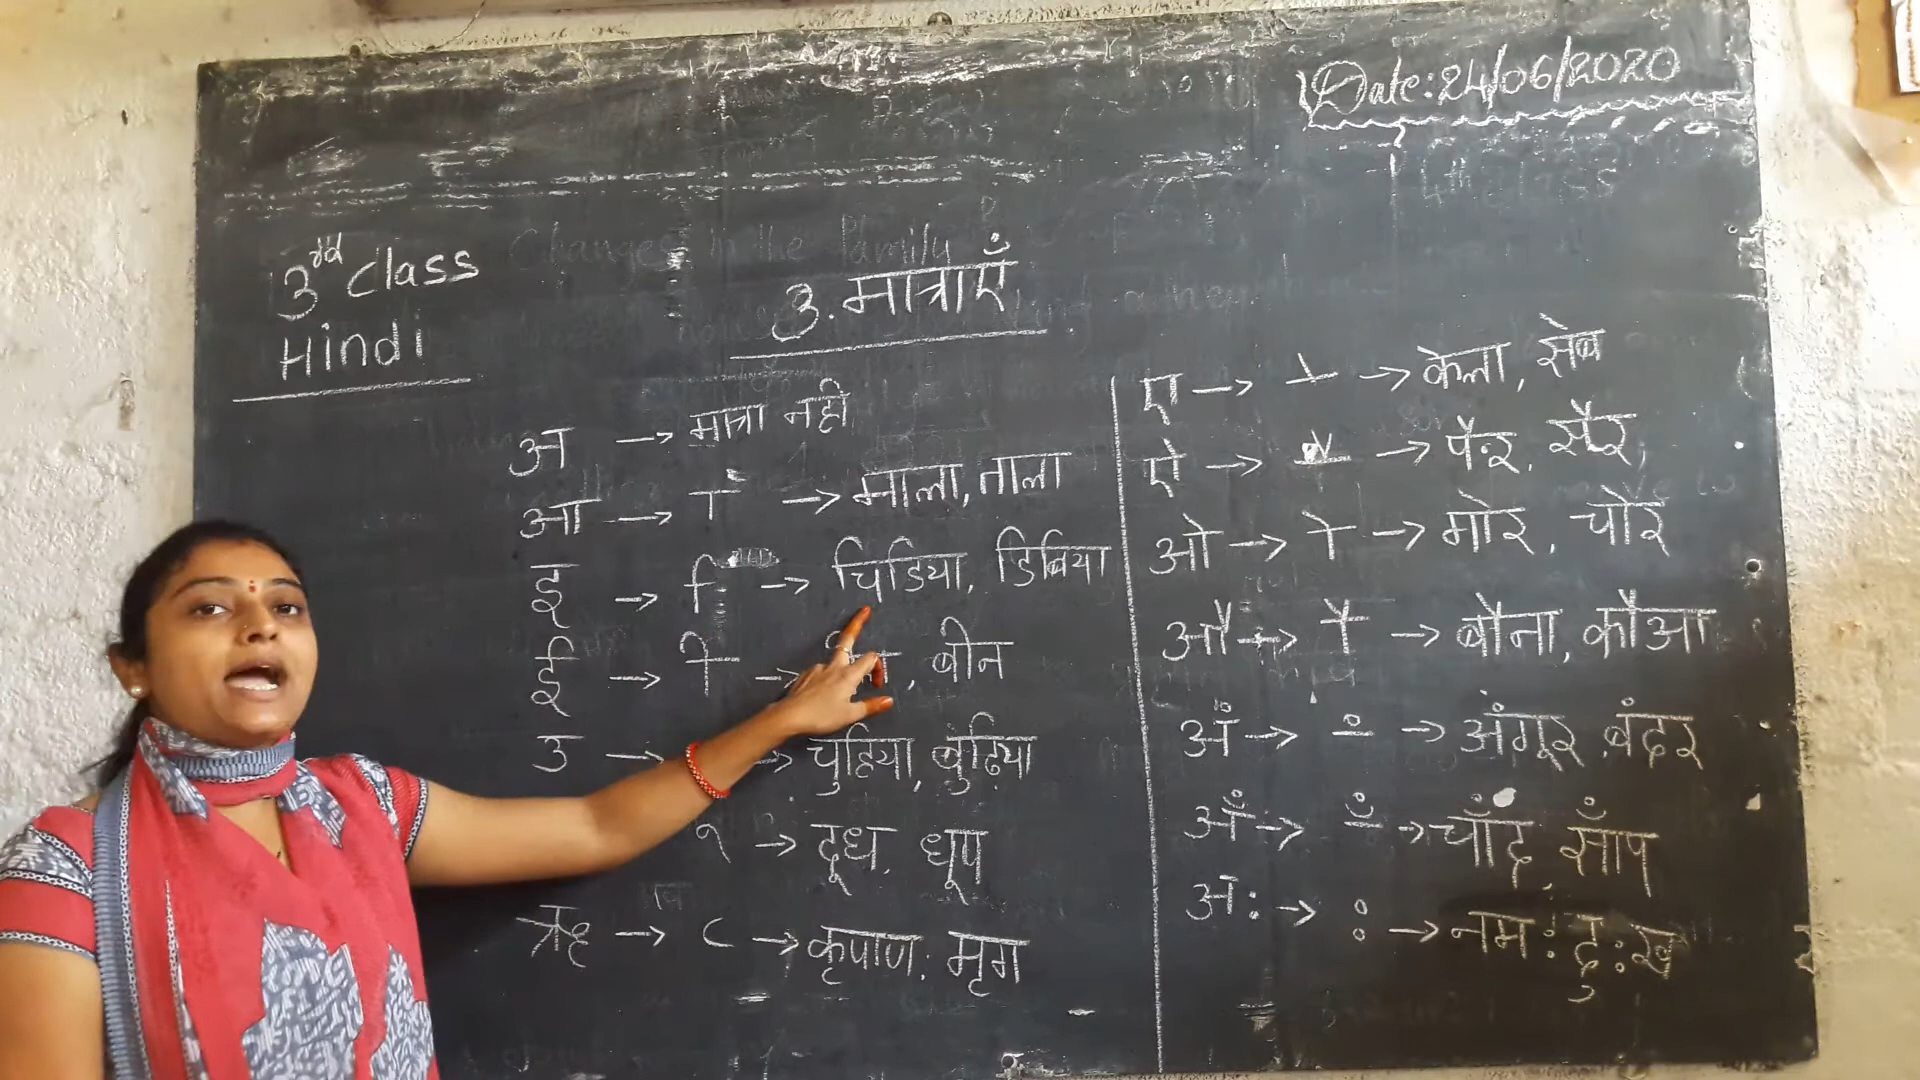 Date: 24/06/2020
3rd class
Hindi
3. मात्राएँ
अ → मात्रा नही
आ → ा → माला, ताला
इ → ि → चिडिया, डिबिया
ई → ी → , बीन
उ → → चुहिया, बुढ़िया
ू → दूध, धूप
ऋ → ृ → कृपाण, मृग
ए → े → केला, सेब
ऐ → ै → पैर, सैर,
ओ → ो → मोर, चोर
औ → ौ → बौना, कौआ
अं → ं → अंगूर, बंदर
अँ → ँ → चाँद, साँप
अः → ः → नमः दुःख